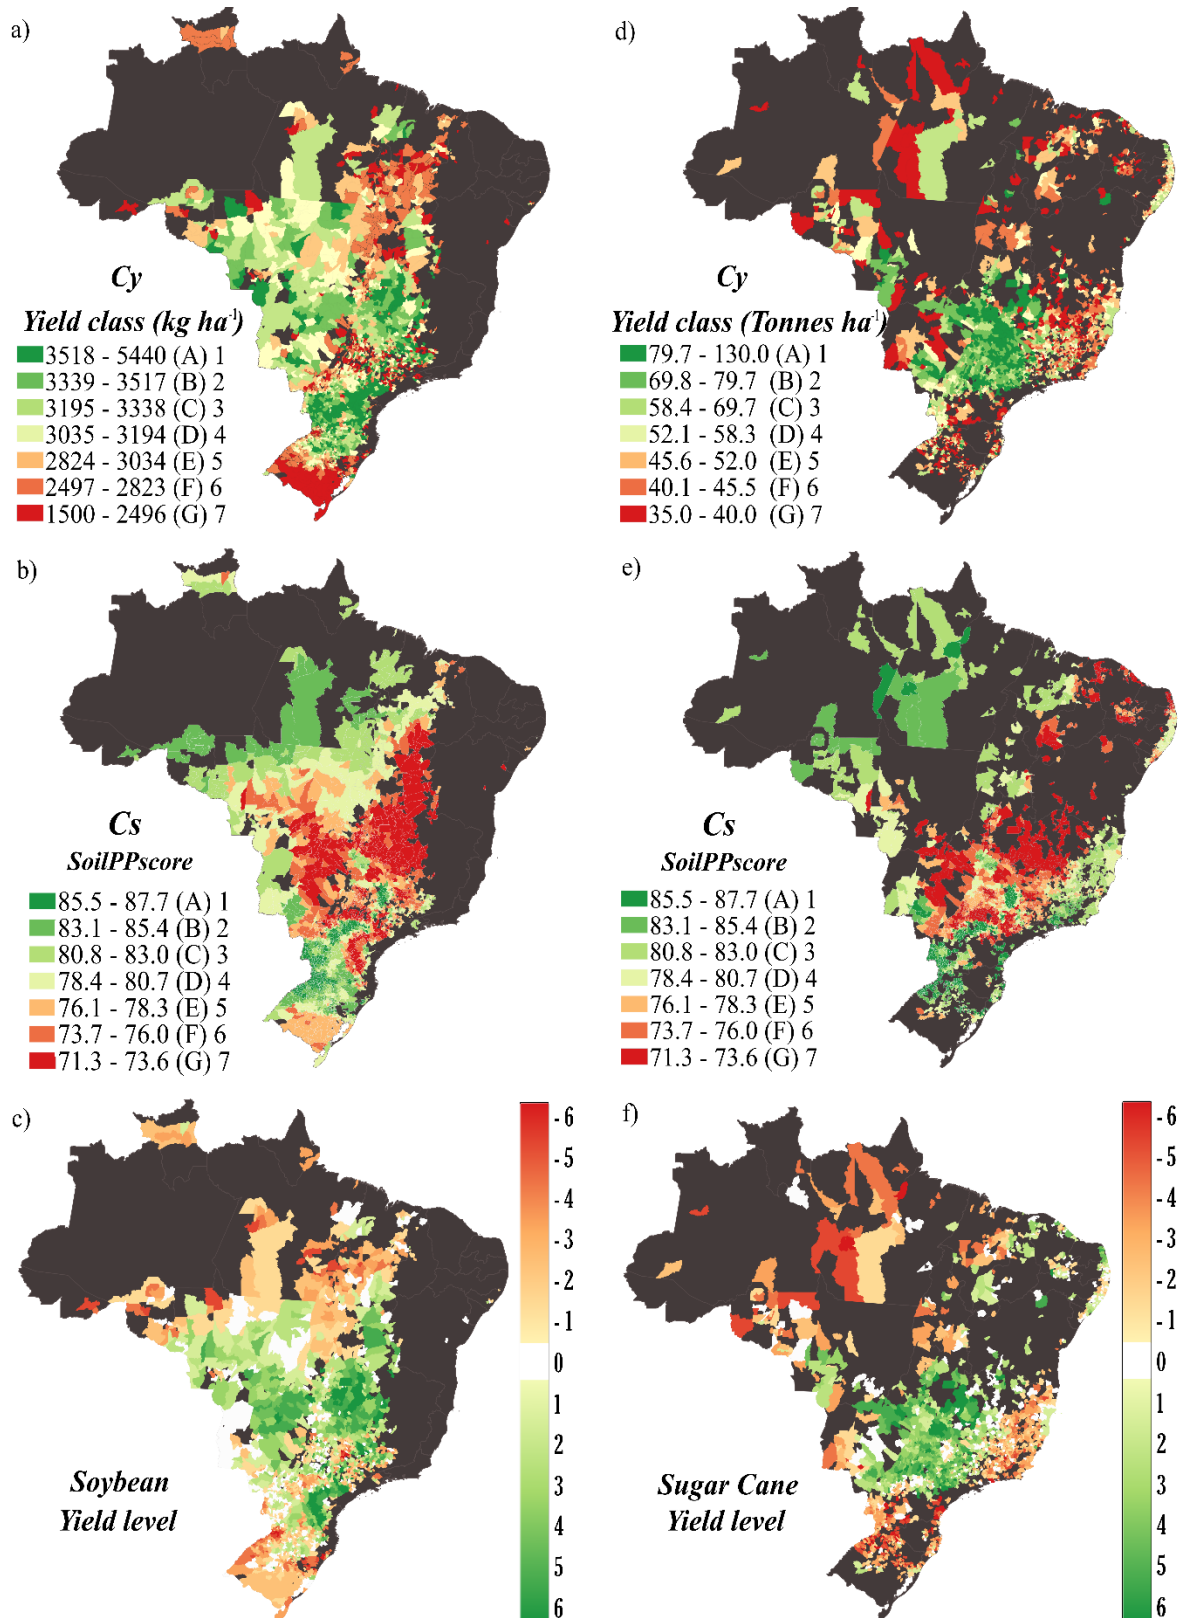 a)
Cy
Yield class (kg ha⁻¹)
3518 - 5440 (A) 1
3339 - 3517 (B) 2
3195 - 3338 (C) 3
3035 - 3194 (D) 4
2824 - 3034 (E) 5
2497 - 2823 (F) 6
1500 - 2496 (G) 7
d)
Cy
Yield class (Tonnes ha⁻¹)
79.7 - 130.0 (A) 1
69.8 - 79.7 (B) 2
58.4 - 69.7 (C) 3
52.1 - 58.3 (D) 4
45.6 - 52.0 (E) 5
40.1 - 45.5 (F) 6
35.0 - 40.0 (G) 7
b)
Cs
SoilPPscore
85.5 - 87.7 (A) 1
83.1 - 85.4 (B) 2
80.8 - 83.0 (C) 3
78.4 - 80.7 (D) 4
76.1 - 78.3 (E) 5
73.7 - 76.0 (F) 6
71.3 - 73.6 (G) 7
e)
Cs
SoilPPscore
85.5 - 87.7 (A) 1
83.1 - 85.4 (B) 2
80.8 - 83.0 (C) 3
78.4 - 80.7 (D) 4
76.1 - 78.3 (E) 5
73.7 - 76.0 (F) 6
71.3 - 73.6 (G) 7
c)
Soybean
Yield level
- 6
- 5
- 4
- 3
- 2
- 1
0
1
2
3
4
5
6
f)
Sugar Cane
Yield level
- 6
- 5
- 4
- 3
- 2
- 1
0
1
2
3
4
5
6